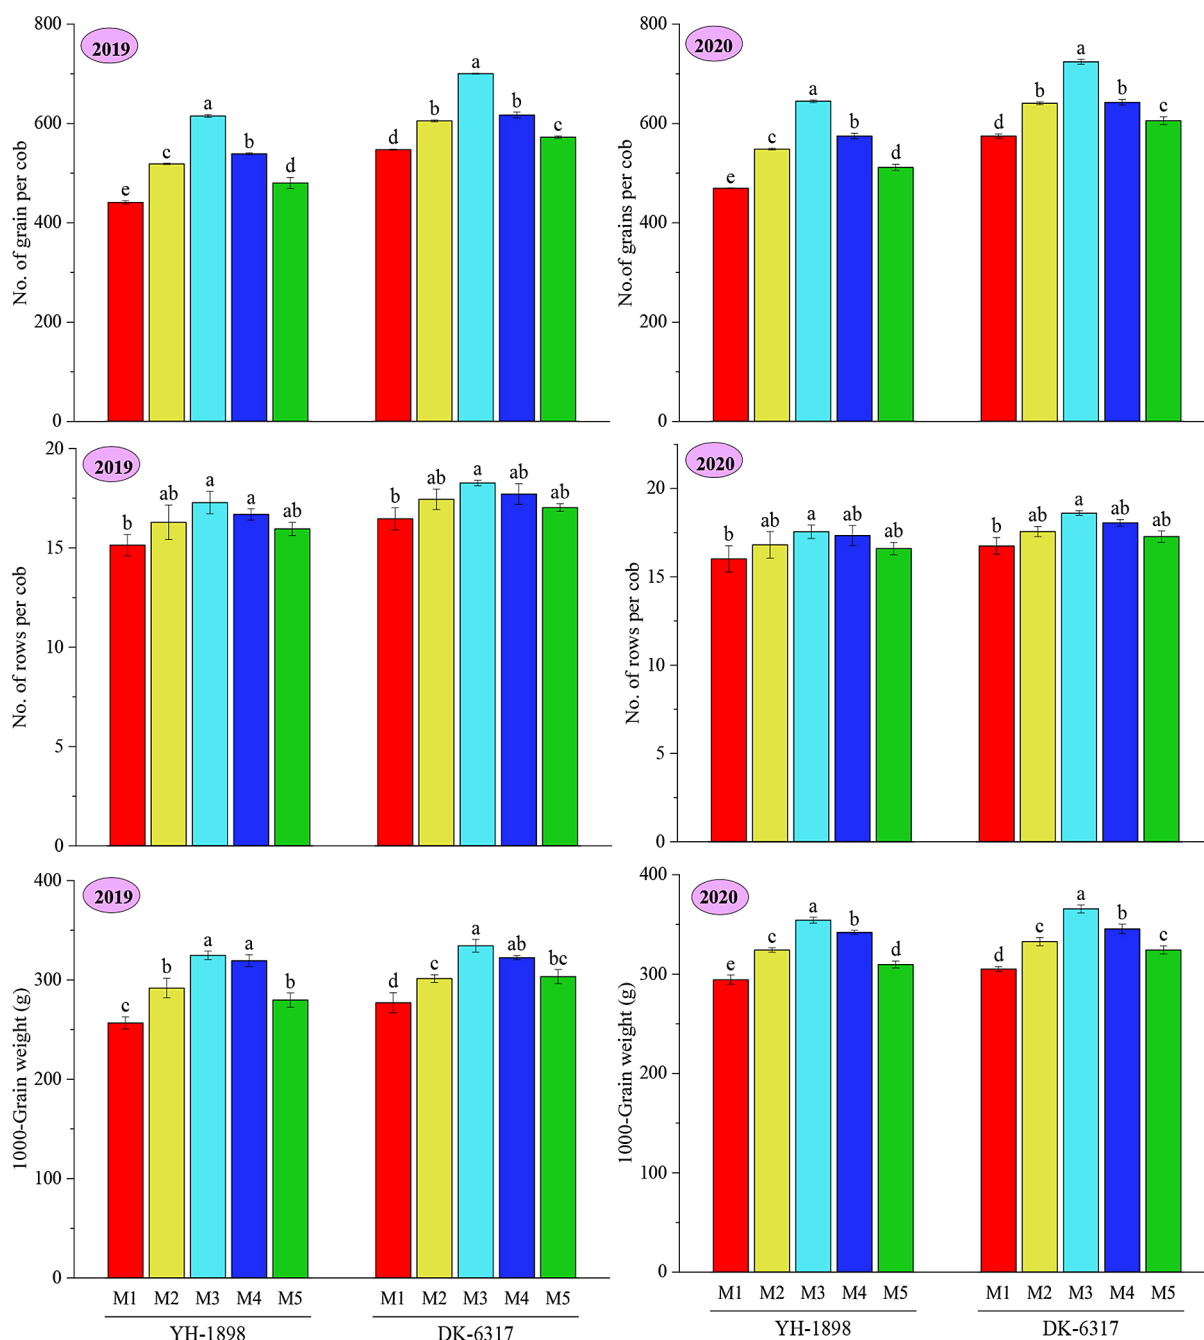 2019
No. of grain per cob
800
600
400
200
0
e
c
a
b
d
d
b
a
b
c
2020
No.of grains per cob
800
600
400
200
0
e
c
a
b
d
d
b
a
b
c
2019
No. of rows per cob
20
15
10
5
0
b
ab
a
a
ab
b
ab
a
ab
ab
2020
No. of rows per cob
20
15
10
5
0
b
ab
a
ab
ab
b
ab
a
ab
ab
2019
1000-Grain weight (g)
400
300
200
100
0
c
b
a
a
b
d
c
a
ab
bc
M1 M2 M3 M4 M5 M1 M2 M3 M4 M5
YH-1898 DK-6317
2020
1000-Grain weight (g)
400
300
200
100
0
e
c
a
b
d
d
c
a
b
c
M1 M2 M3 M4 M5 M1 M2 M3 M4 M5
YH-1898 DK-6317